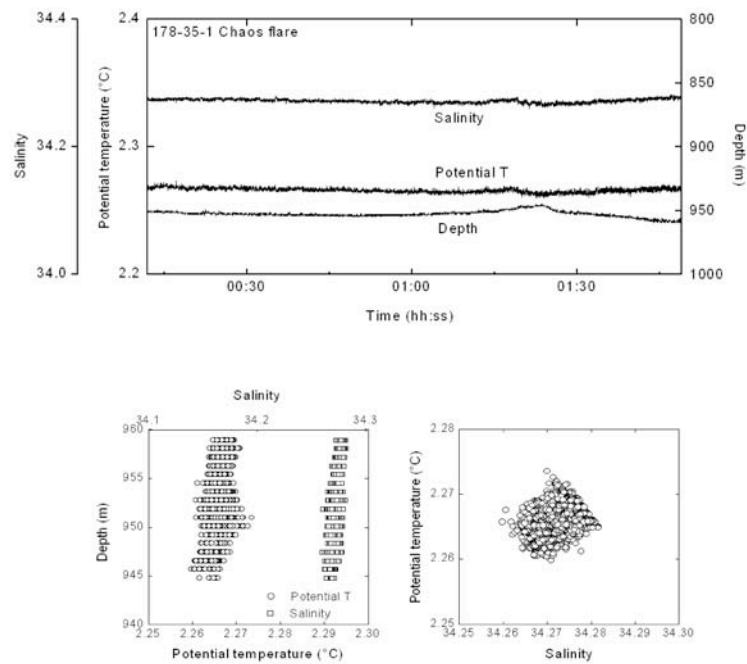 34.4
34.2
34.0
Salinity
2.4
2.3
2.2
Potential temperature (°C)
178-35-1 Chaos flare
Salinity
Potential T
Depth
800
850
900
950
1000
Depth (m)
00:30
01:00
01:30
Time (hh:ss)
Salinity
34.1
34.2
34.3
960
955
950
945
940
Depth (m)
Potential T
Salinity
2.25
2.26
2.27
2.28
2.29
2.30
Potential temperature (°C)
2.28
2.27
2.26
2.25
Potential temperature (°C)
34.25
34.26
34.27
34.28
34.29
34.30
Salinity